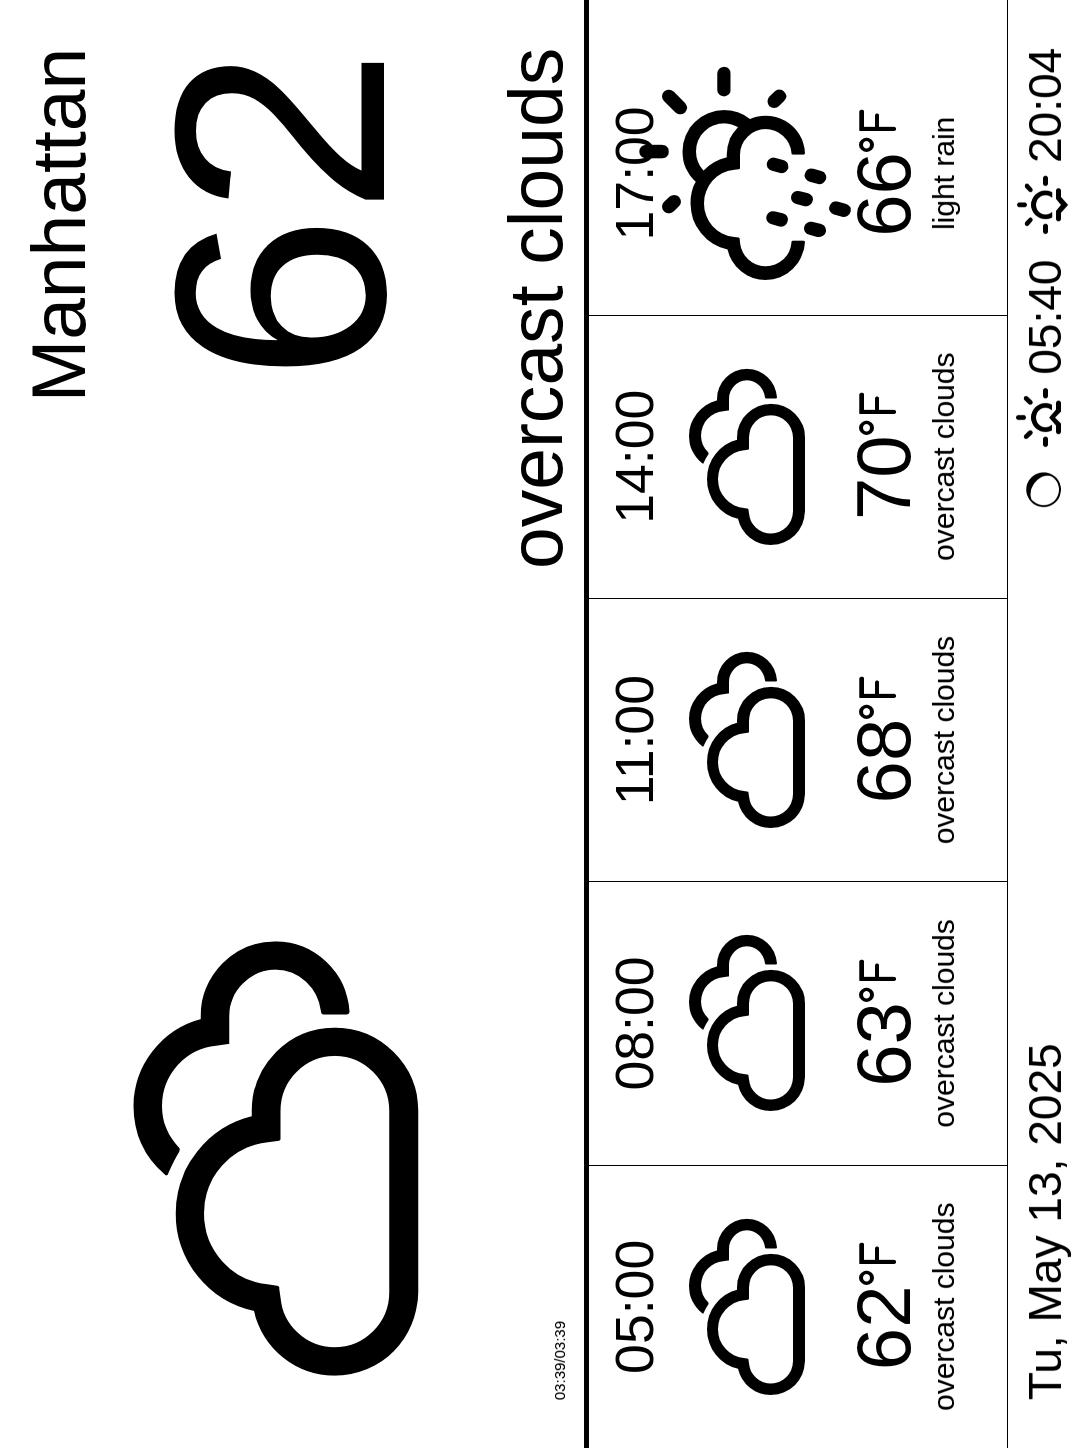 Manhattan
62
overcast clouds
03:39/03:39
05:00
62°F
overcast clouds
08:00
63°F
overcast clouds
11:00
68°F
overcast clouds
14:00
70°F
overcast clouds
17:00
66°F
light rain
Tu, May 13, 2025
05:40 20:04